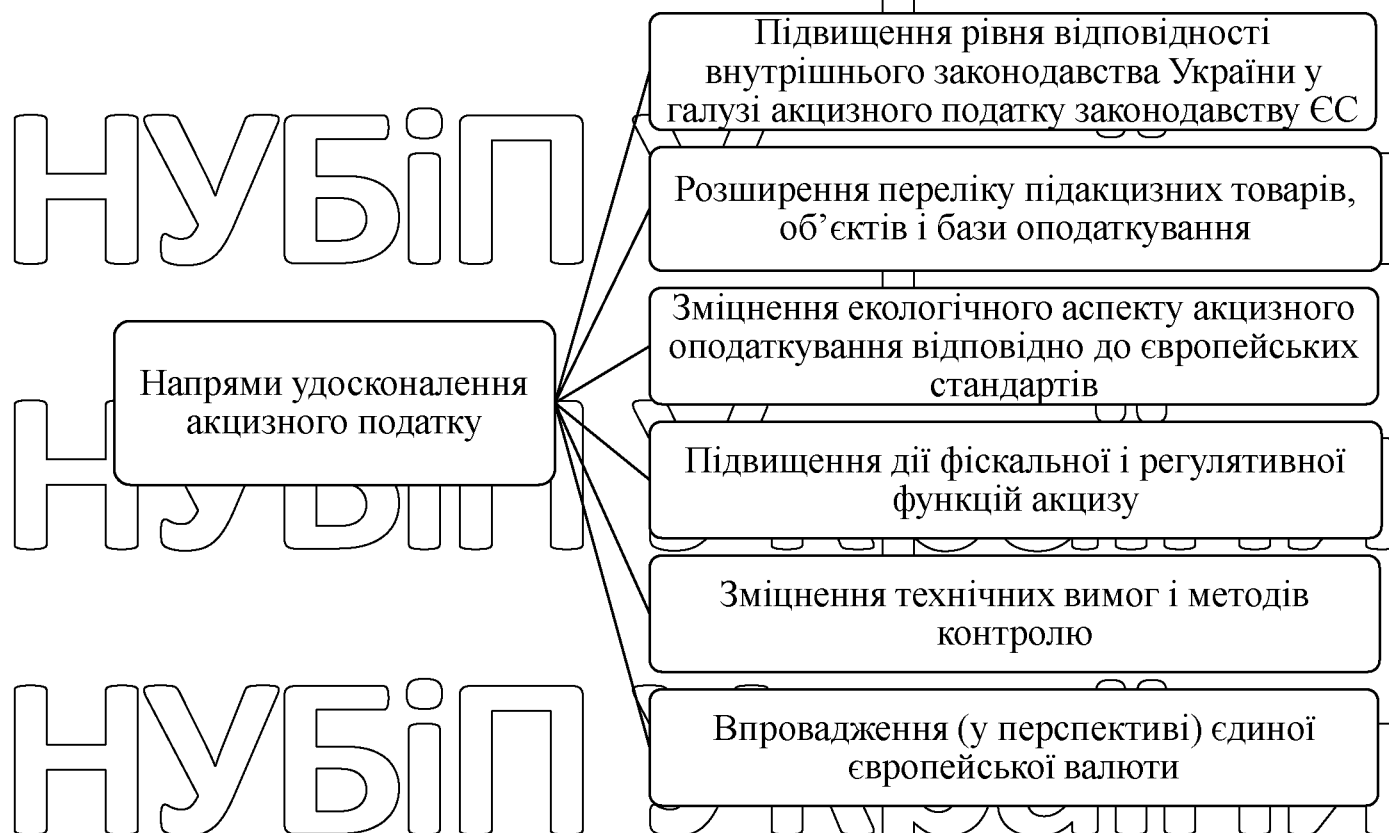 Підвищення рівня відповідності
внутрішнього законодавства України у
галузі акцизного податку законодавству ЄС
НУБіП
Розширення переліку підакцизних товарів,
об’єктів і бази оподаткування
Зміцнення екологічного аспекту акцизного
оподаткування відповідно до європейських
стандартів
Напрями удосконалення
акцизного податку
НУБіП
Підвищення дії фіскальної і регулятивної
функцій акцизу
Зміцнення технічних вимог і методів
контролю
НУБіП
Впровадження (у перспективі) єдиної
європейської валюти